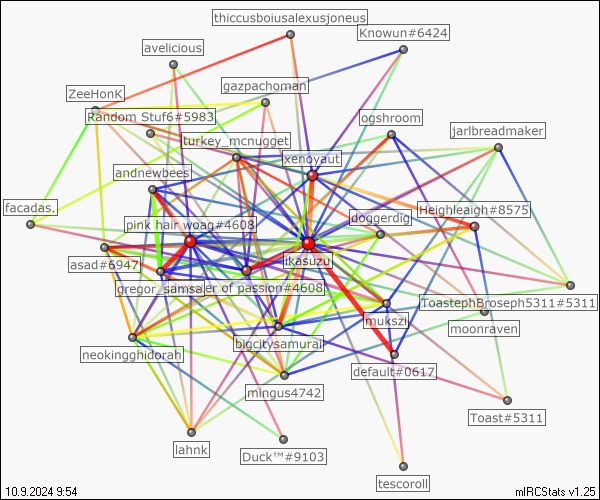 thiccusboiusalexusjoneus
Knowun#6424
avelicious
gazpachoman
ZeeHonK
Random Stuf6#5983
ogshroom
jarlbreadmaker
turkey_mcnugget
xenoyaut
andnewbees
facadas.
pink hair woag#4608
doggerdig
Heighleaigh#8575
ikasuzu
asad#6947
gregor_samsa
er of passion#4608
ToastephBroseph5311#5311
mukszi
moonraven
bigcitysamurai
neokingghidorah
default#0617
mingus4742
Toast#5311
lahnk
Duck™#9103
tescoroll
10.9.2024 9:54
mIRCStats v1.25